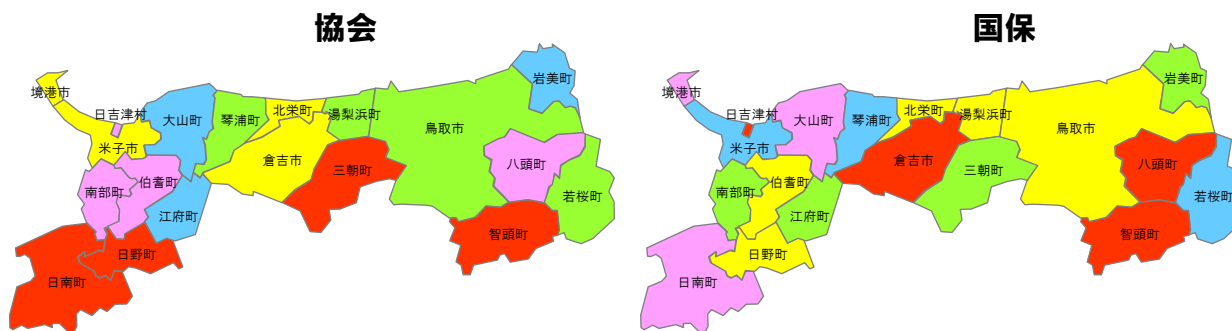 協会
境港市
日吉津村
米子市
大山町
琴浦町
北栄町
湯梨浜町
鳥取市
岩美町
倉吉市
三朝町
八頭町
若桜町
南部町
伯耆町
江府町
智頭町
日野町
日南町
国保
境港市
日吉津村
米子市
大山町
琴浦町
北栄町
湯梨浜町
鳥取市
岩美町
倉吉市
三朝町
八頭町
若桜町
南部町
伯耆町
江府町
智頭町
日野町
日南町